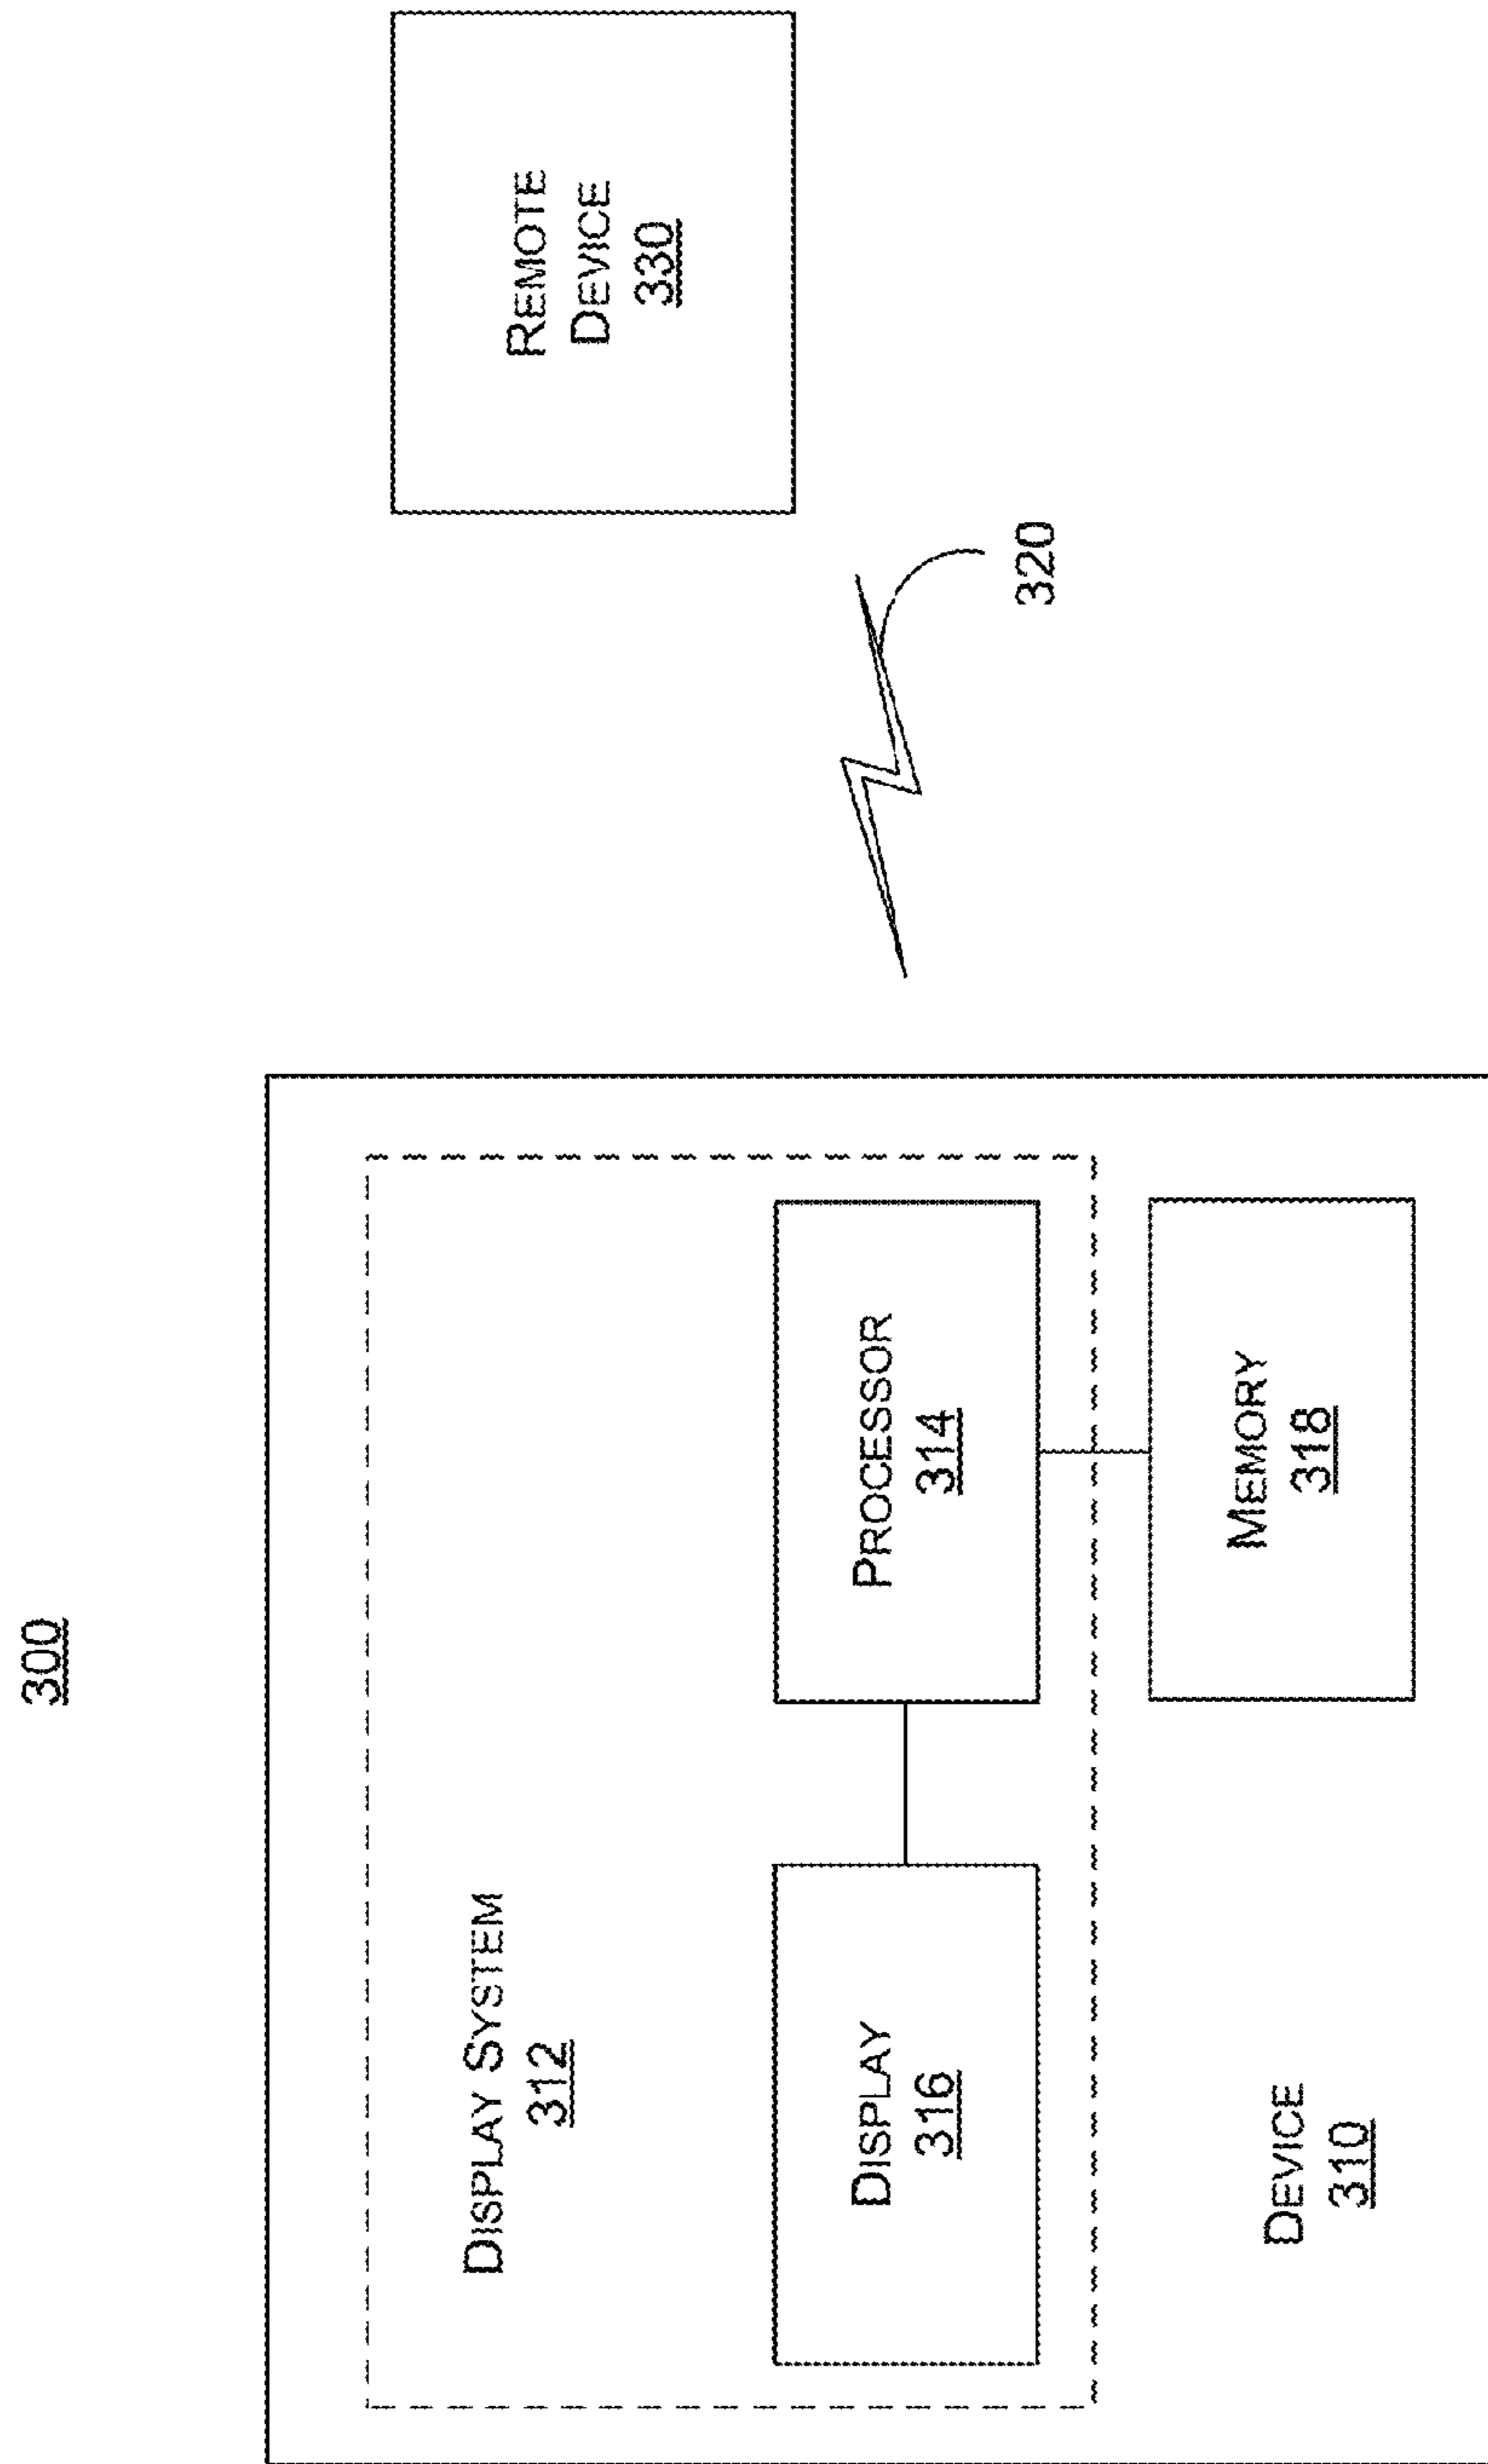 300
DISPLAY SYSTEM
312
DISPLAY
316
PROCESSOR
314
DEVICE
310
MEMORY
318
320
REMOTE
DEVICE
330